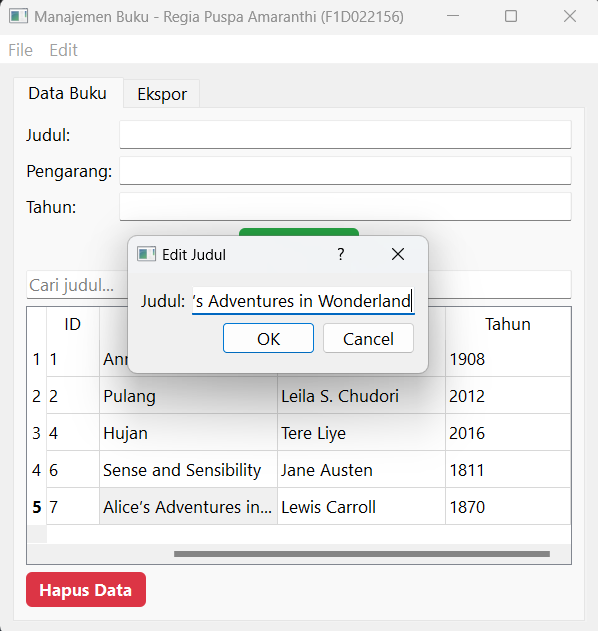 Manajemen Buku - Regia Puspa Amaranthi (F1D022156)
File Edit
Data Buku Ekspor
Judul:
Pengarang:
Tahun:
Edit Judul ?
Judul: ’s Adventures in Wonderland
OK Cancel
Cari judul...
ID Tahun
1 1 Ann 1908
2 2 Pulang Leila S. Chudori 2012
3 4 Hujan Tere Liye 2016
4 6 Sense and Sensibility Jane Austen 1811
5 7 Alice’s Adventures in... Lewis Carroll 1870
Hapus Data